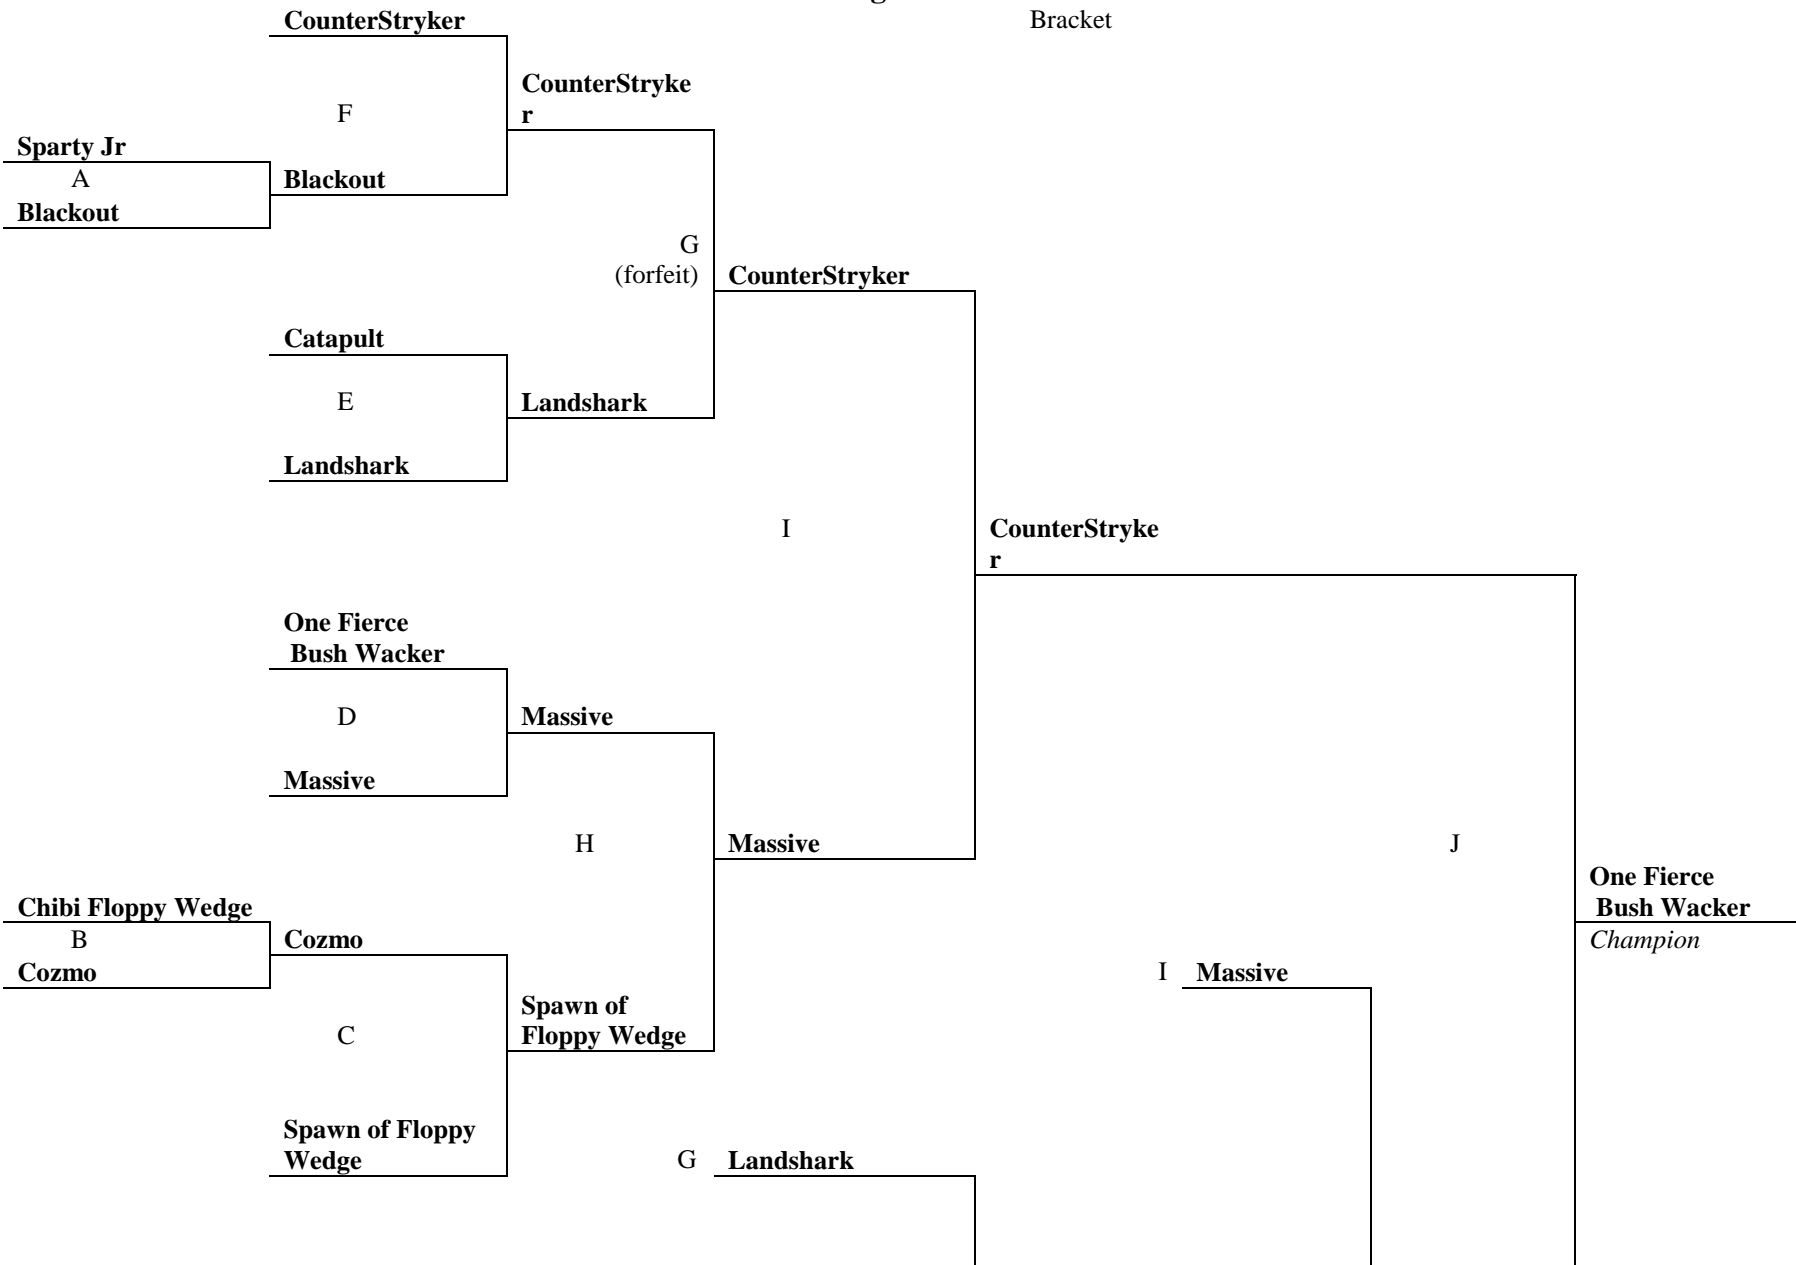 g
CounterStryker
Bracket
CounterStryke
r
F
Sparty Jr
A
Blackout
Blackout
G
(forfeit)
CounterStryker
Catapult
E
Landshark
Landshark
I
CounterStryke
r
One Fierce
Bush Wacker
D
Massive
Massive
H
Massive
J
One Fierce
Bush Wacker
Champion
Chibi Floppy Wedge
B
Cozmo
Cozmo
I
Massive
Spawn of
Floppy Wedge
C
Spawn of Floppy
Wedge
G
Landshark